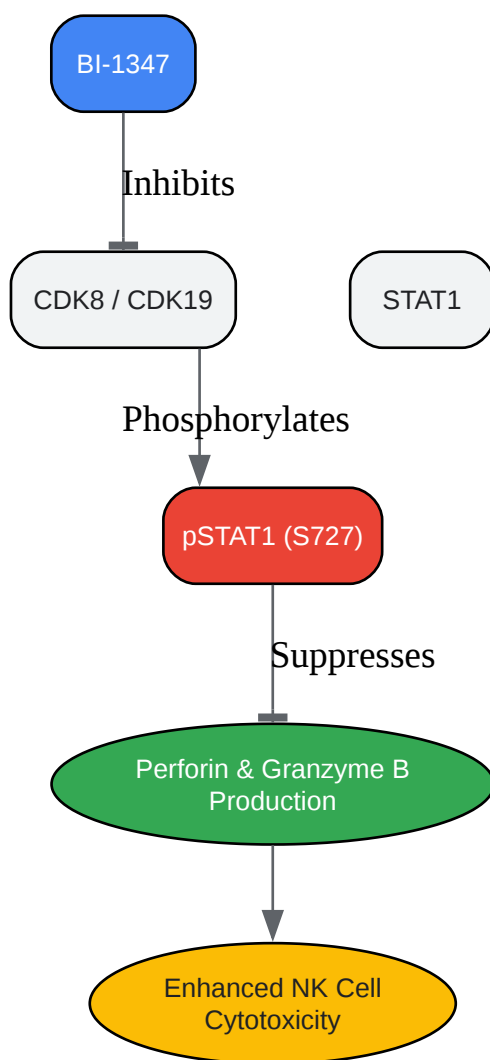 BI-1347
Inhibits
CDK8 / CDK19
STAT1
Phosphorylates
pSTAT1 (S727)
Suppresses
Perforin & Granzyme B
Production
Enhanced NK Cell
Cytotoxicity